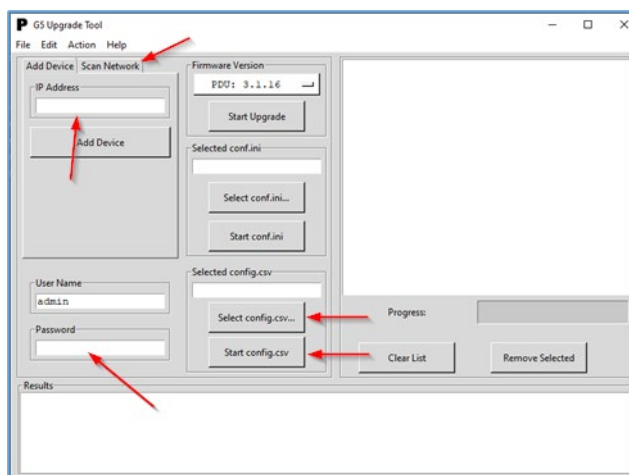 P G5 Upgrade Tool
File Edit Action Help
Add Device Scan Network
IP Address
Add Device
User Name
admin
Password
Firmware Version
PDU: 3.1.16
Start Upgrade
Selected conf.ini
Select conf.ini...
Start conf.ini
Selected config.csv
Select config.csv...
Start config.csv
Progress:
Clear List Remove Selected
Results